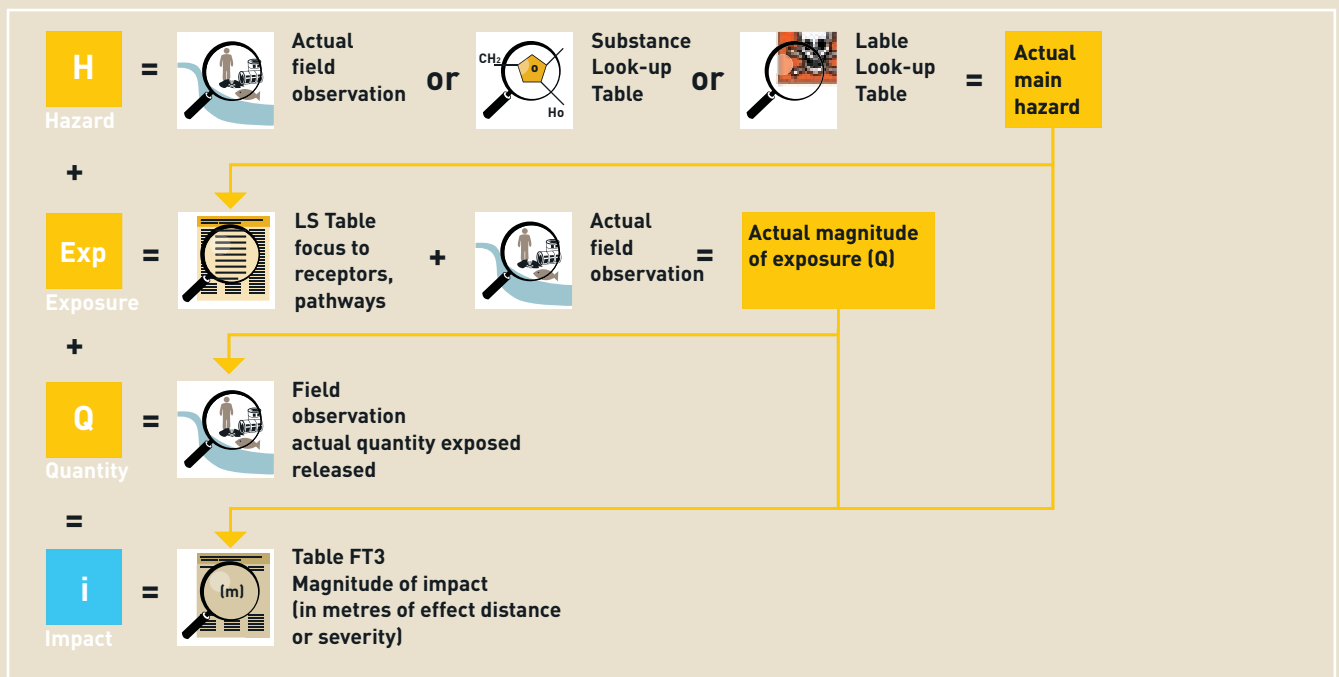 H
Hazard
=
Actual
field
observation
or
CH₂
o
Ho
Substance
Look-up
Table
or
Lable
Look-up
Table
=
Actual
main
hazard
+
Exp
Exposure
=
LS Table
focus to
receptors,
pathways
+
Actual
field
observation
=
Actual magnitude
of exposure (Q)
+
Q
Quantity
=
Field
observation
actual quantity exposed
released
=
i
Impact
=
(m)
Table FT3
Magnitude of impact
(in metres of effect distance
or severity)